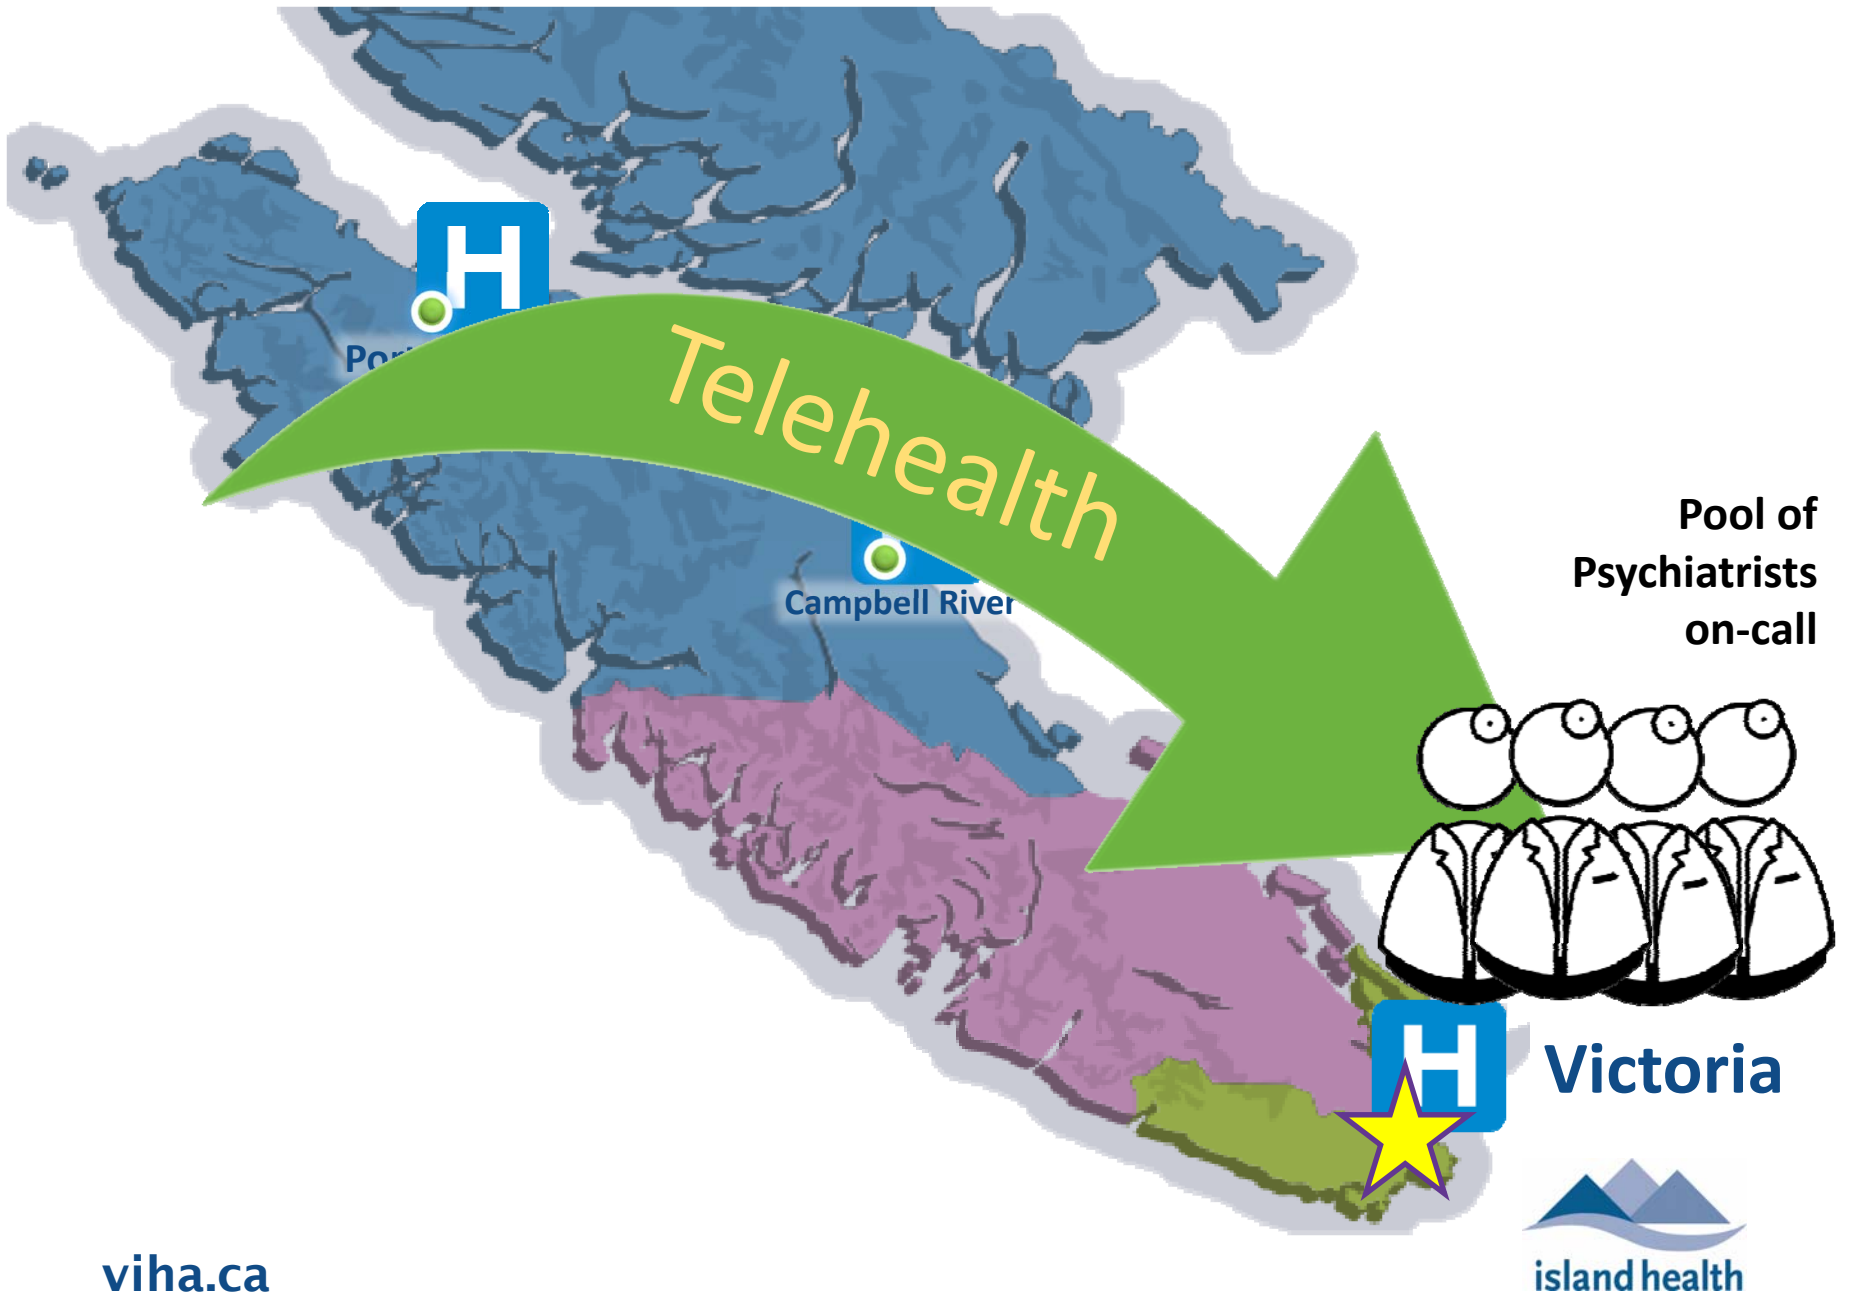 H
Telehealth
Campbell River
Pool of
Psychiatrists
on-call
H
Victoria
island health
viha.ca